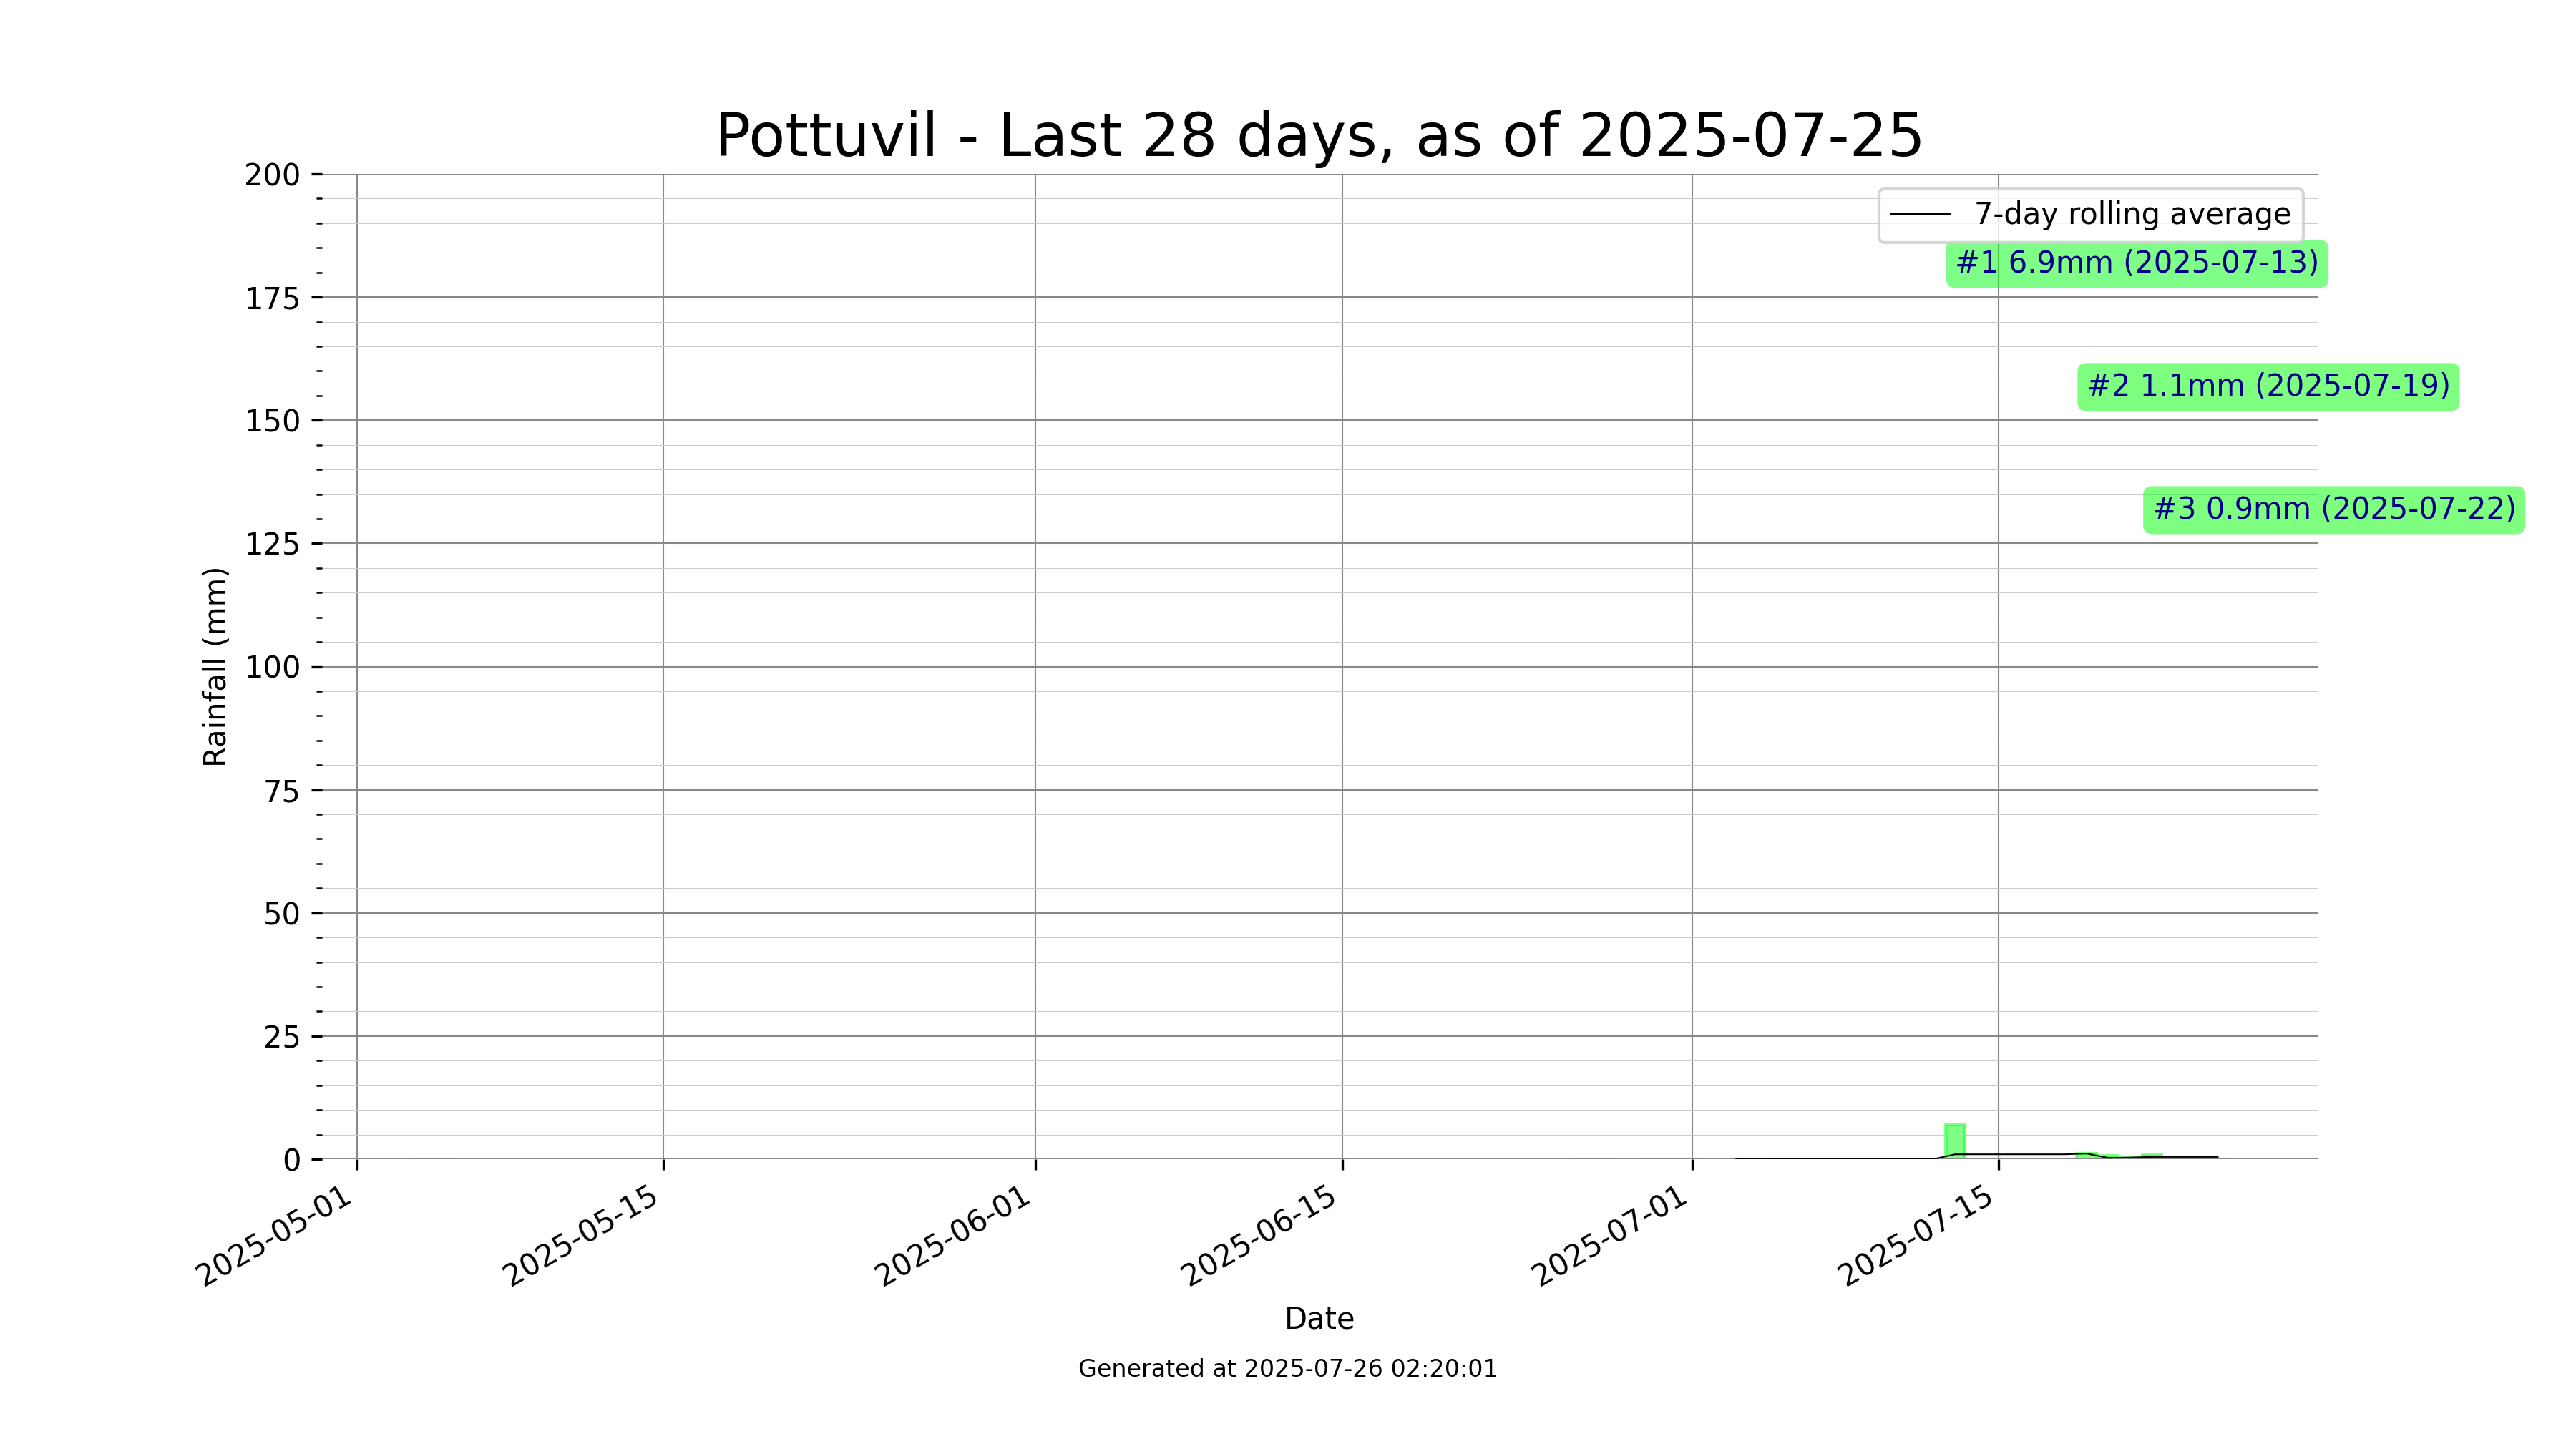 Pottuvil - Last 28 days, as of 2025-07-25
200
175
150
125
100
75
50
25
0
Rainfall (mm)
7-day rolling average
#1 6.9mm (2025-07-13)
#2 1.1mm (2025-07-19)
#3 0.9mm (2025-07-22)
2025-05-01
2025-05-15
2025-06-01
2025-06-15
2025-07-01
2025-07-15
Date
Generated at 2025-07-26 02:20:01